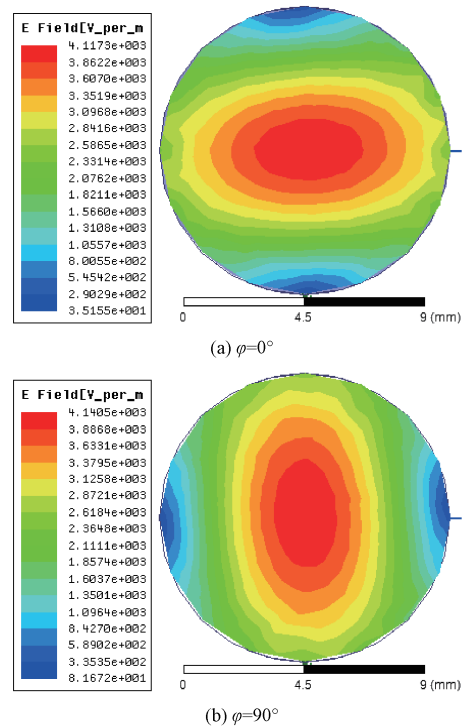 E Field[Y_per_m
4.1173e+003
3.8622e+003
3.6070e+003
3.3519e+003
3.0968e+003
2.8416e+003
2.5865e+003
2.3314e+003
2.0762e+003
1.8211e+003
1.5660e+003
1.3108e+003
1.0557e+003
8.0055e+002
5.4542e+002
2.9029e+002
3.5155e+001
0 4.5 9 (mm)
(a) φ=0°
E Field[Y_per_m
4.1405e+003
3.8868e+003
3.6331e+003
3.3795e+003
3.1258e+003
2.8721e+003
2.6184e+003
2.3648e+003
2.1111e+003
1.8574e+003
1.6037e+003
1.3501e+003
1.0964e+003
8.4270e+002
5.8902e+002
3.3535e+002
8.1672e+001
0 4.5 9 (mm)
(b) φ=90°